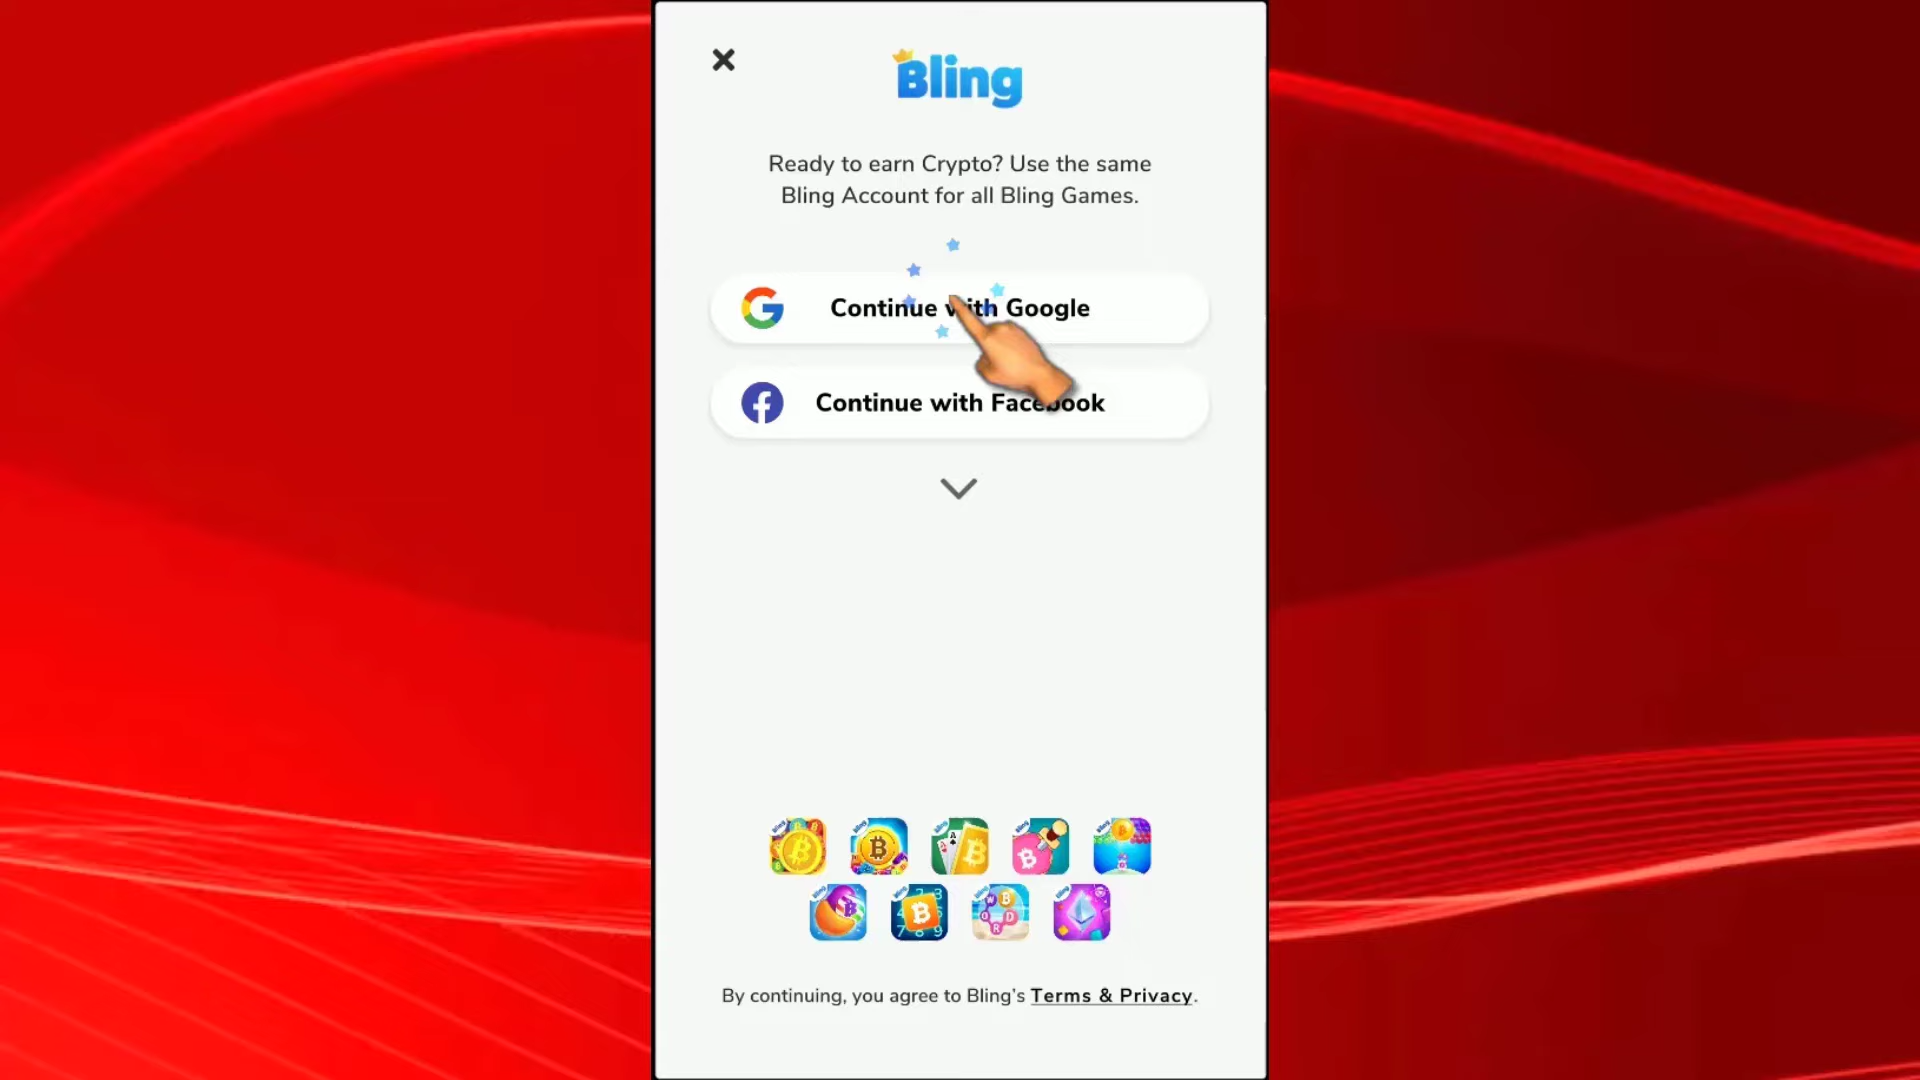 Bling
Ready to earn Crypto? Use the same
Bling Account for all Bling Games.
Continue with Google
Continue with Facebook
By continuing, you agree to Bling's Terms & Privacy.